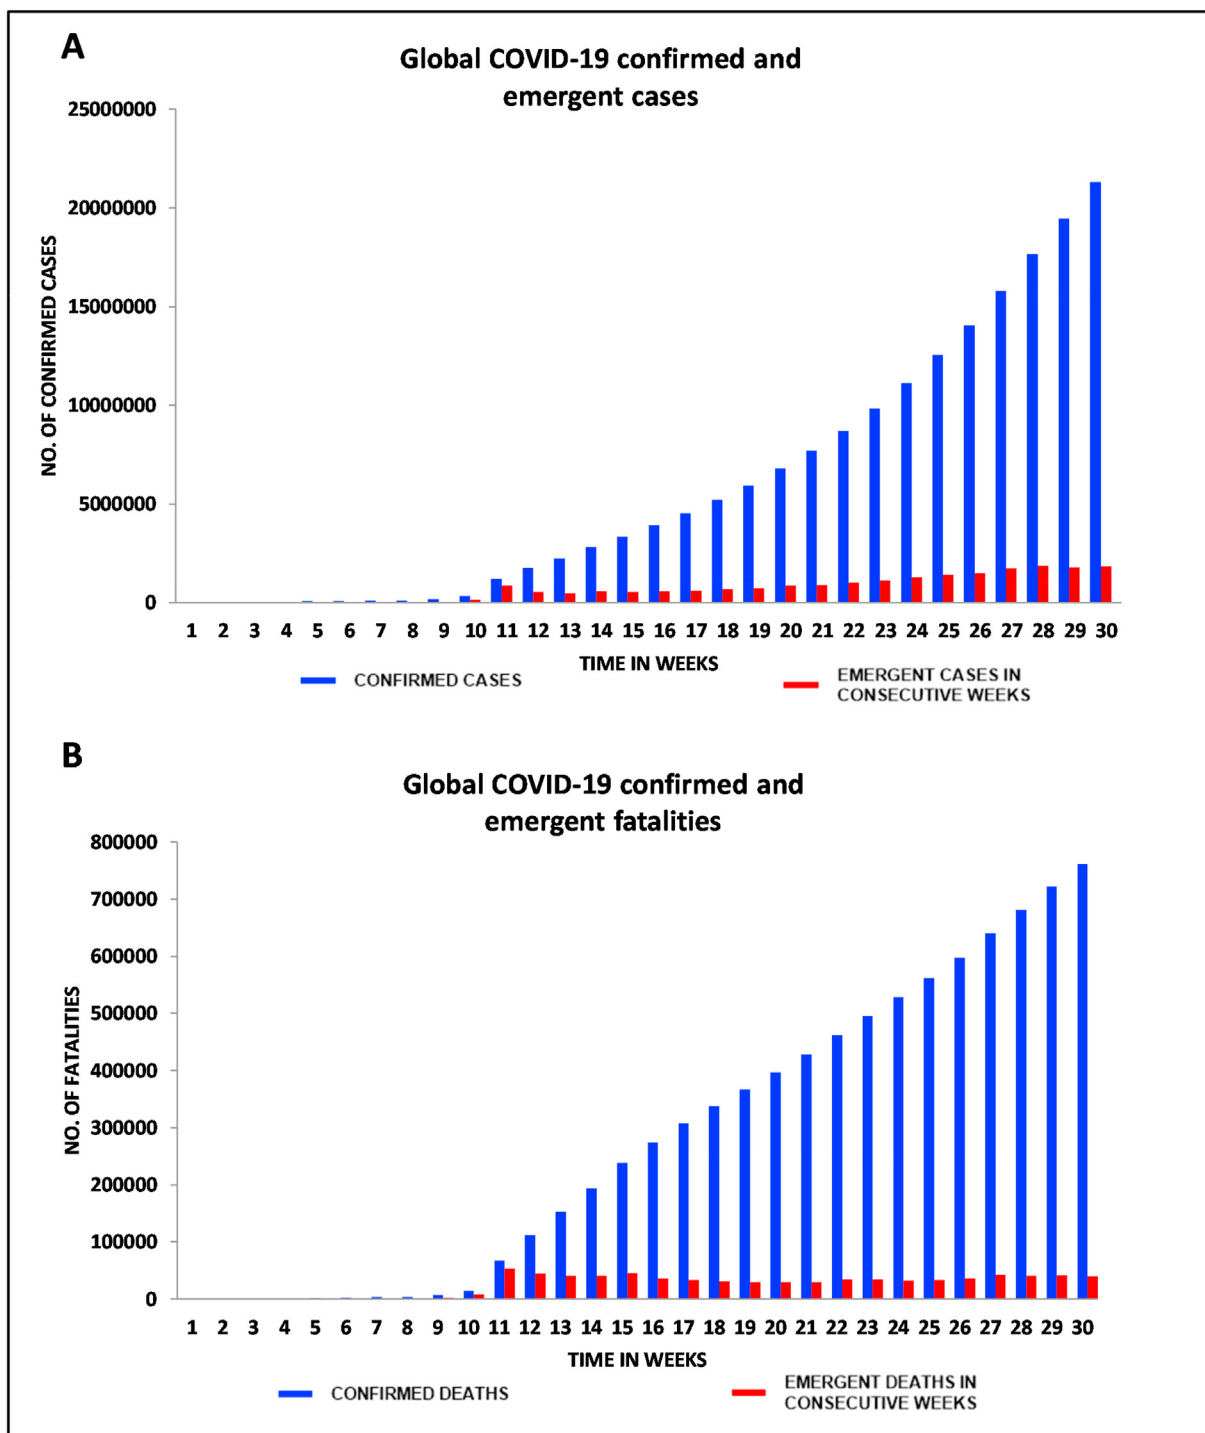 A
Global COVID-19 confirmed and
emergent cases
NO. OF CONFIRMED CASES
25000000
20000000
15000000
10000000
5000000
0
1 2 3 4 5 6 7 8 9 10 11 12 13 14 15 16 17 18 19 20 21 22 23 24 25 26 27 28 29 30
TIME IN WEEKS
CONFIRMED CASES
EMERGENT CASES IN
CONSECUTIVE WEEKS
B
Global COVID-19 confirmed and
emergent fatalities
NO. OF FATALITIES
800000
700000
600000
500000
400000
300000
200000
100000
0
1 2 3 4 5 6 7 8 9 10 11 12 13 14 15 16 17 18 19 20 21 22 23 24 25 26 27 28 29 30
TIME IN WEEKS
CONFIRMED DEATHS
EMERGENT DEATHS IN
CONSECUTIVE WEEKS